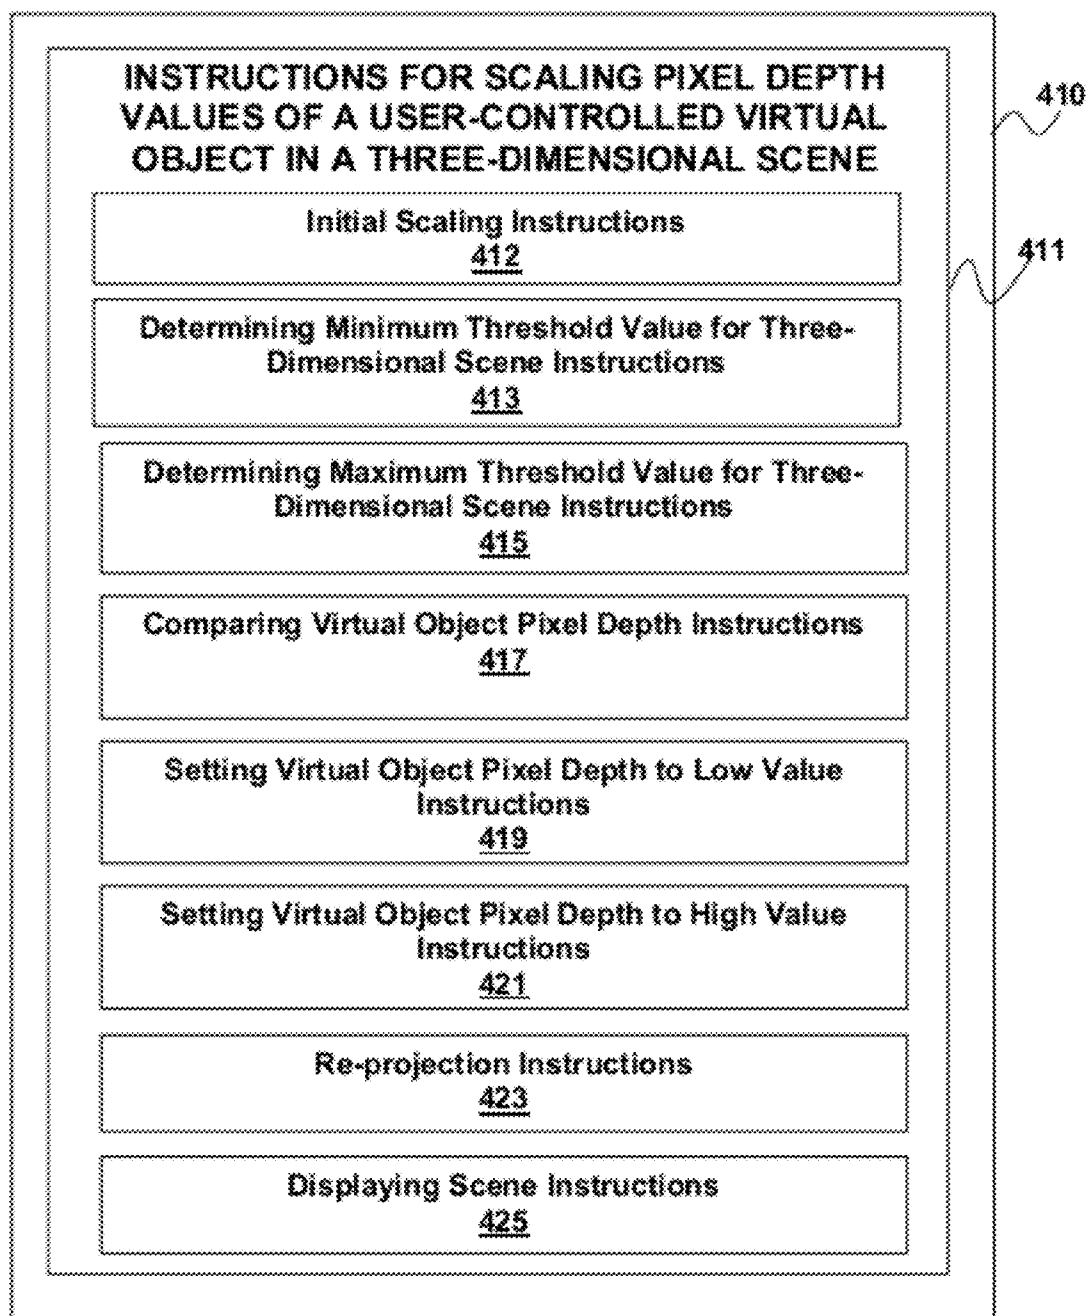 INSTRUCTIONS FOR SCALING PIXEL DEPTH
VALUES OF A USER-CONTROLLED VIRTUAL
OBJECT IN A THREE-DIMENSIONAL SCENE
410
Initial Scaling Instructions
412
411
Determining Minimum Threshold Value for Three-
Dimensional Scene Instructions
413
Determining Maximum Threshold Value for Three-
Dimensional Scene Instructions
415
Comparing Virtual Object Pixel Depth Instructions
417
Setting Virtual Object Pixel Depth to Low Value
Instructions
419
Setting Virtual Object Pixel Depth to High Value
Instructions
421
Re-projection Instructions
423
Displaying Scene Instructions
425